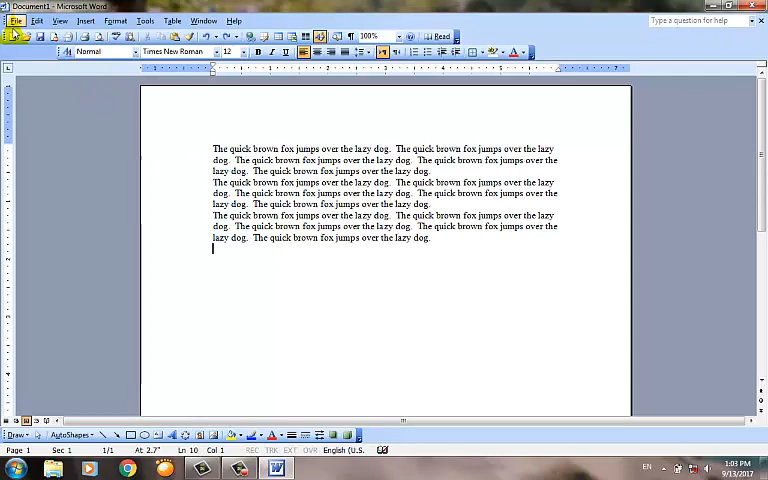 Document1 - Microsoft Word
File Edit View Insert Format Tools Table Window Help Type a question for help
100% Read
Normal Times New Roman 12 B I U
The quick brown fox jumps over the lazy dog. The quick brown fox jumps over the lazy
dog. The quick brown fox jumps over the lazy dog. The quick brown fox jumps over the
lazy dog. The quick brown fox jumps over the lazy dog.
The quick brown fox jumps over the lazy dog. The quick brown fox jumps over the lazy
dog. The quick brown fox jumps over the lazy dog. The quick brown fox jumps over the
lazy dog. The quick brown fox jumps over the lazy dog.
The quick brown fox jumps over the lazy dog. The quick brown fox jumps over the lazy
dog. The quick brown fox jumps over the lazy dog. The quick brown fox jumps over the
lazy dog. The quick brown fox jumps over the lazy dog.
Draw AutoShapes
Page 1 Sec 1 1/1 At 2.7" Ln 10 Col 1 REC TRK EXT OVR English (U.S.
EN 1:03 PM
9/13/2017